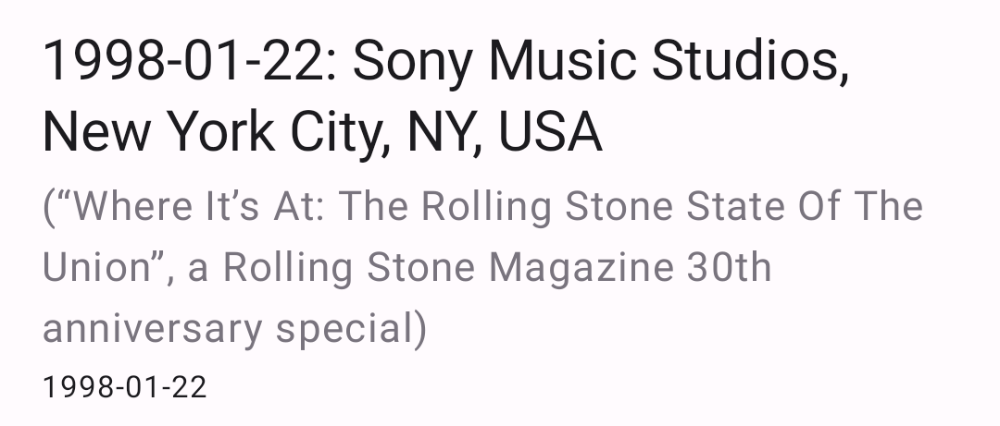 1998-01-22: Sony Music Studios,
New York City, NY, USA
(“Where It’s At: The Rolling Stone State Of The
Union”, a Rolling Stone Magazine 30th
anniversary special)
1998-01-22